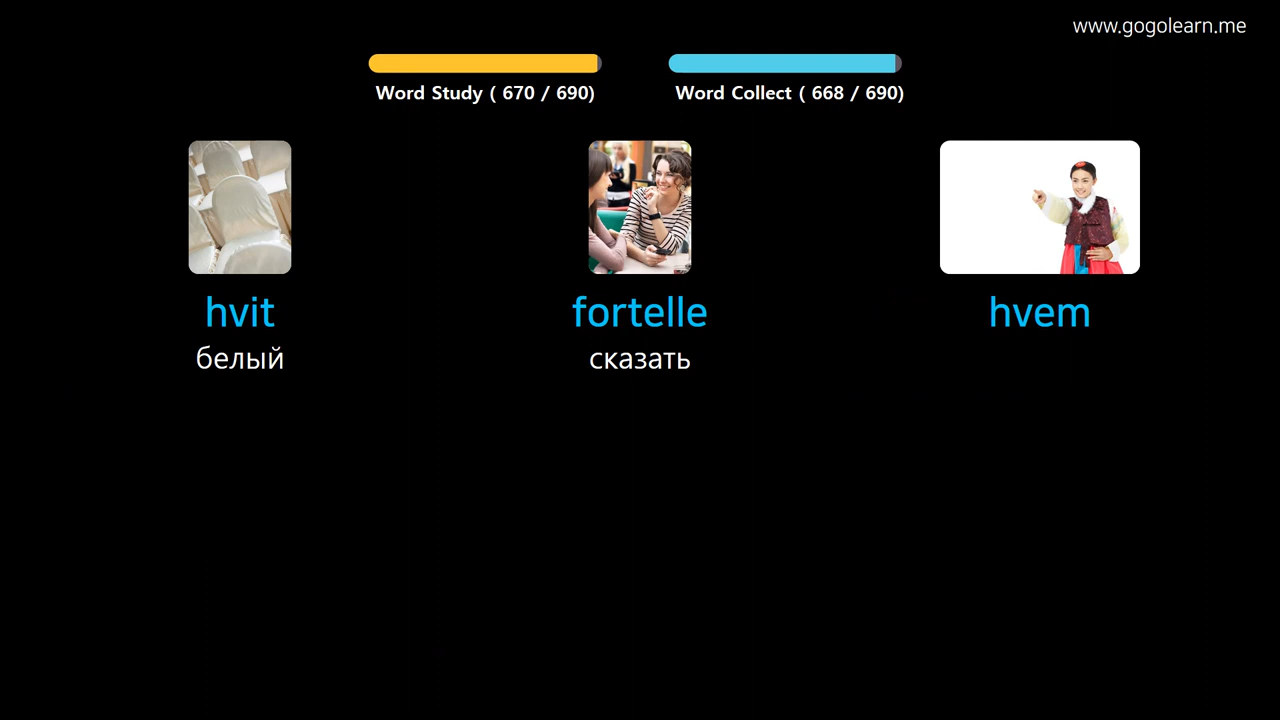 www.gogolearn.me
Word Study ( 670 / 690)
Word Collect ( 668 / 690)
hvit
белый
fortelle
сказать
hvem